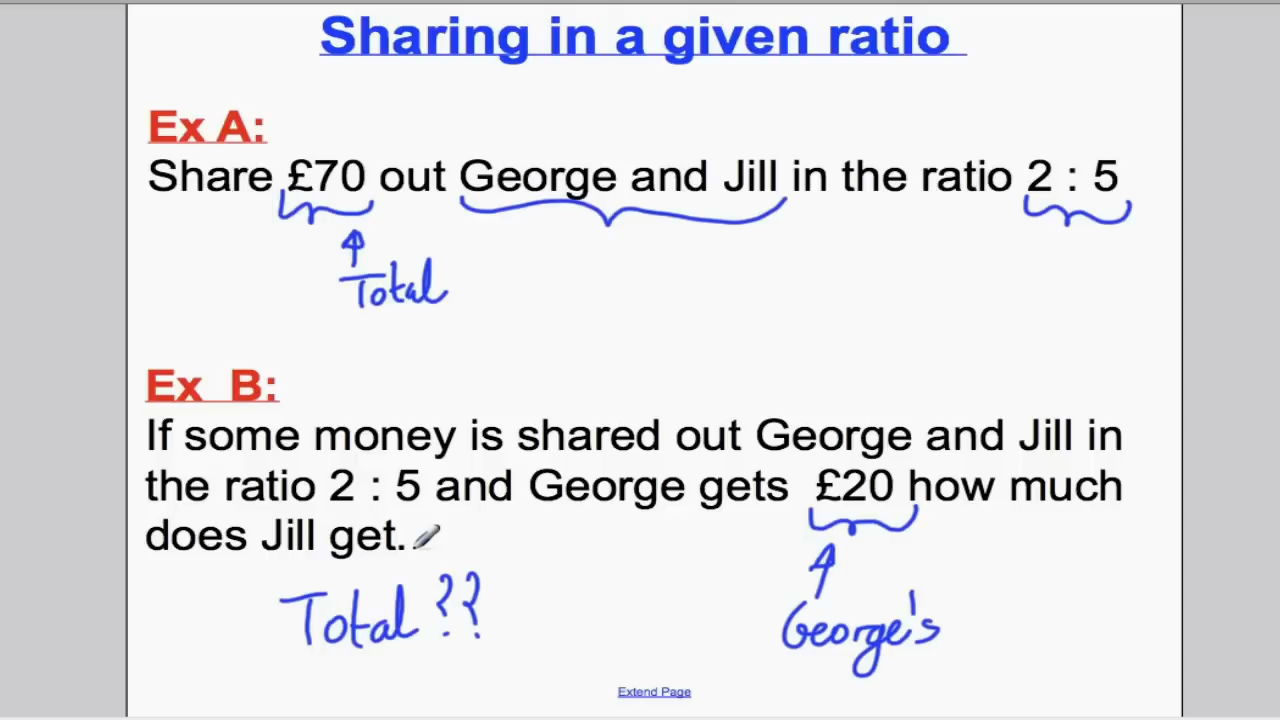 Sharing in a given ratio
Ex A:
Share £70 out George and Jill in the ratio 2 : 5
Total
Ex B:
If some money is shared out George and Jill in
the ratio 2 : 5 and George gets £20 how much
does Jill get.
Total ??
George's
Extend Page